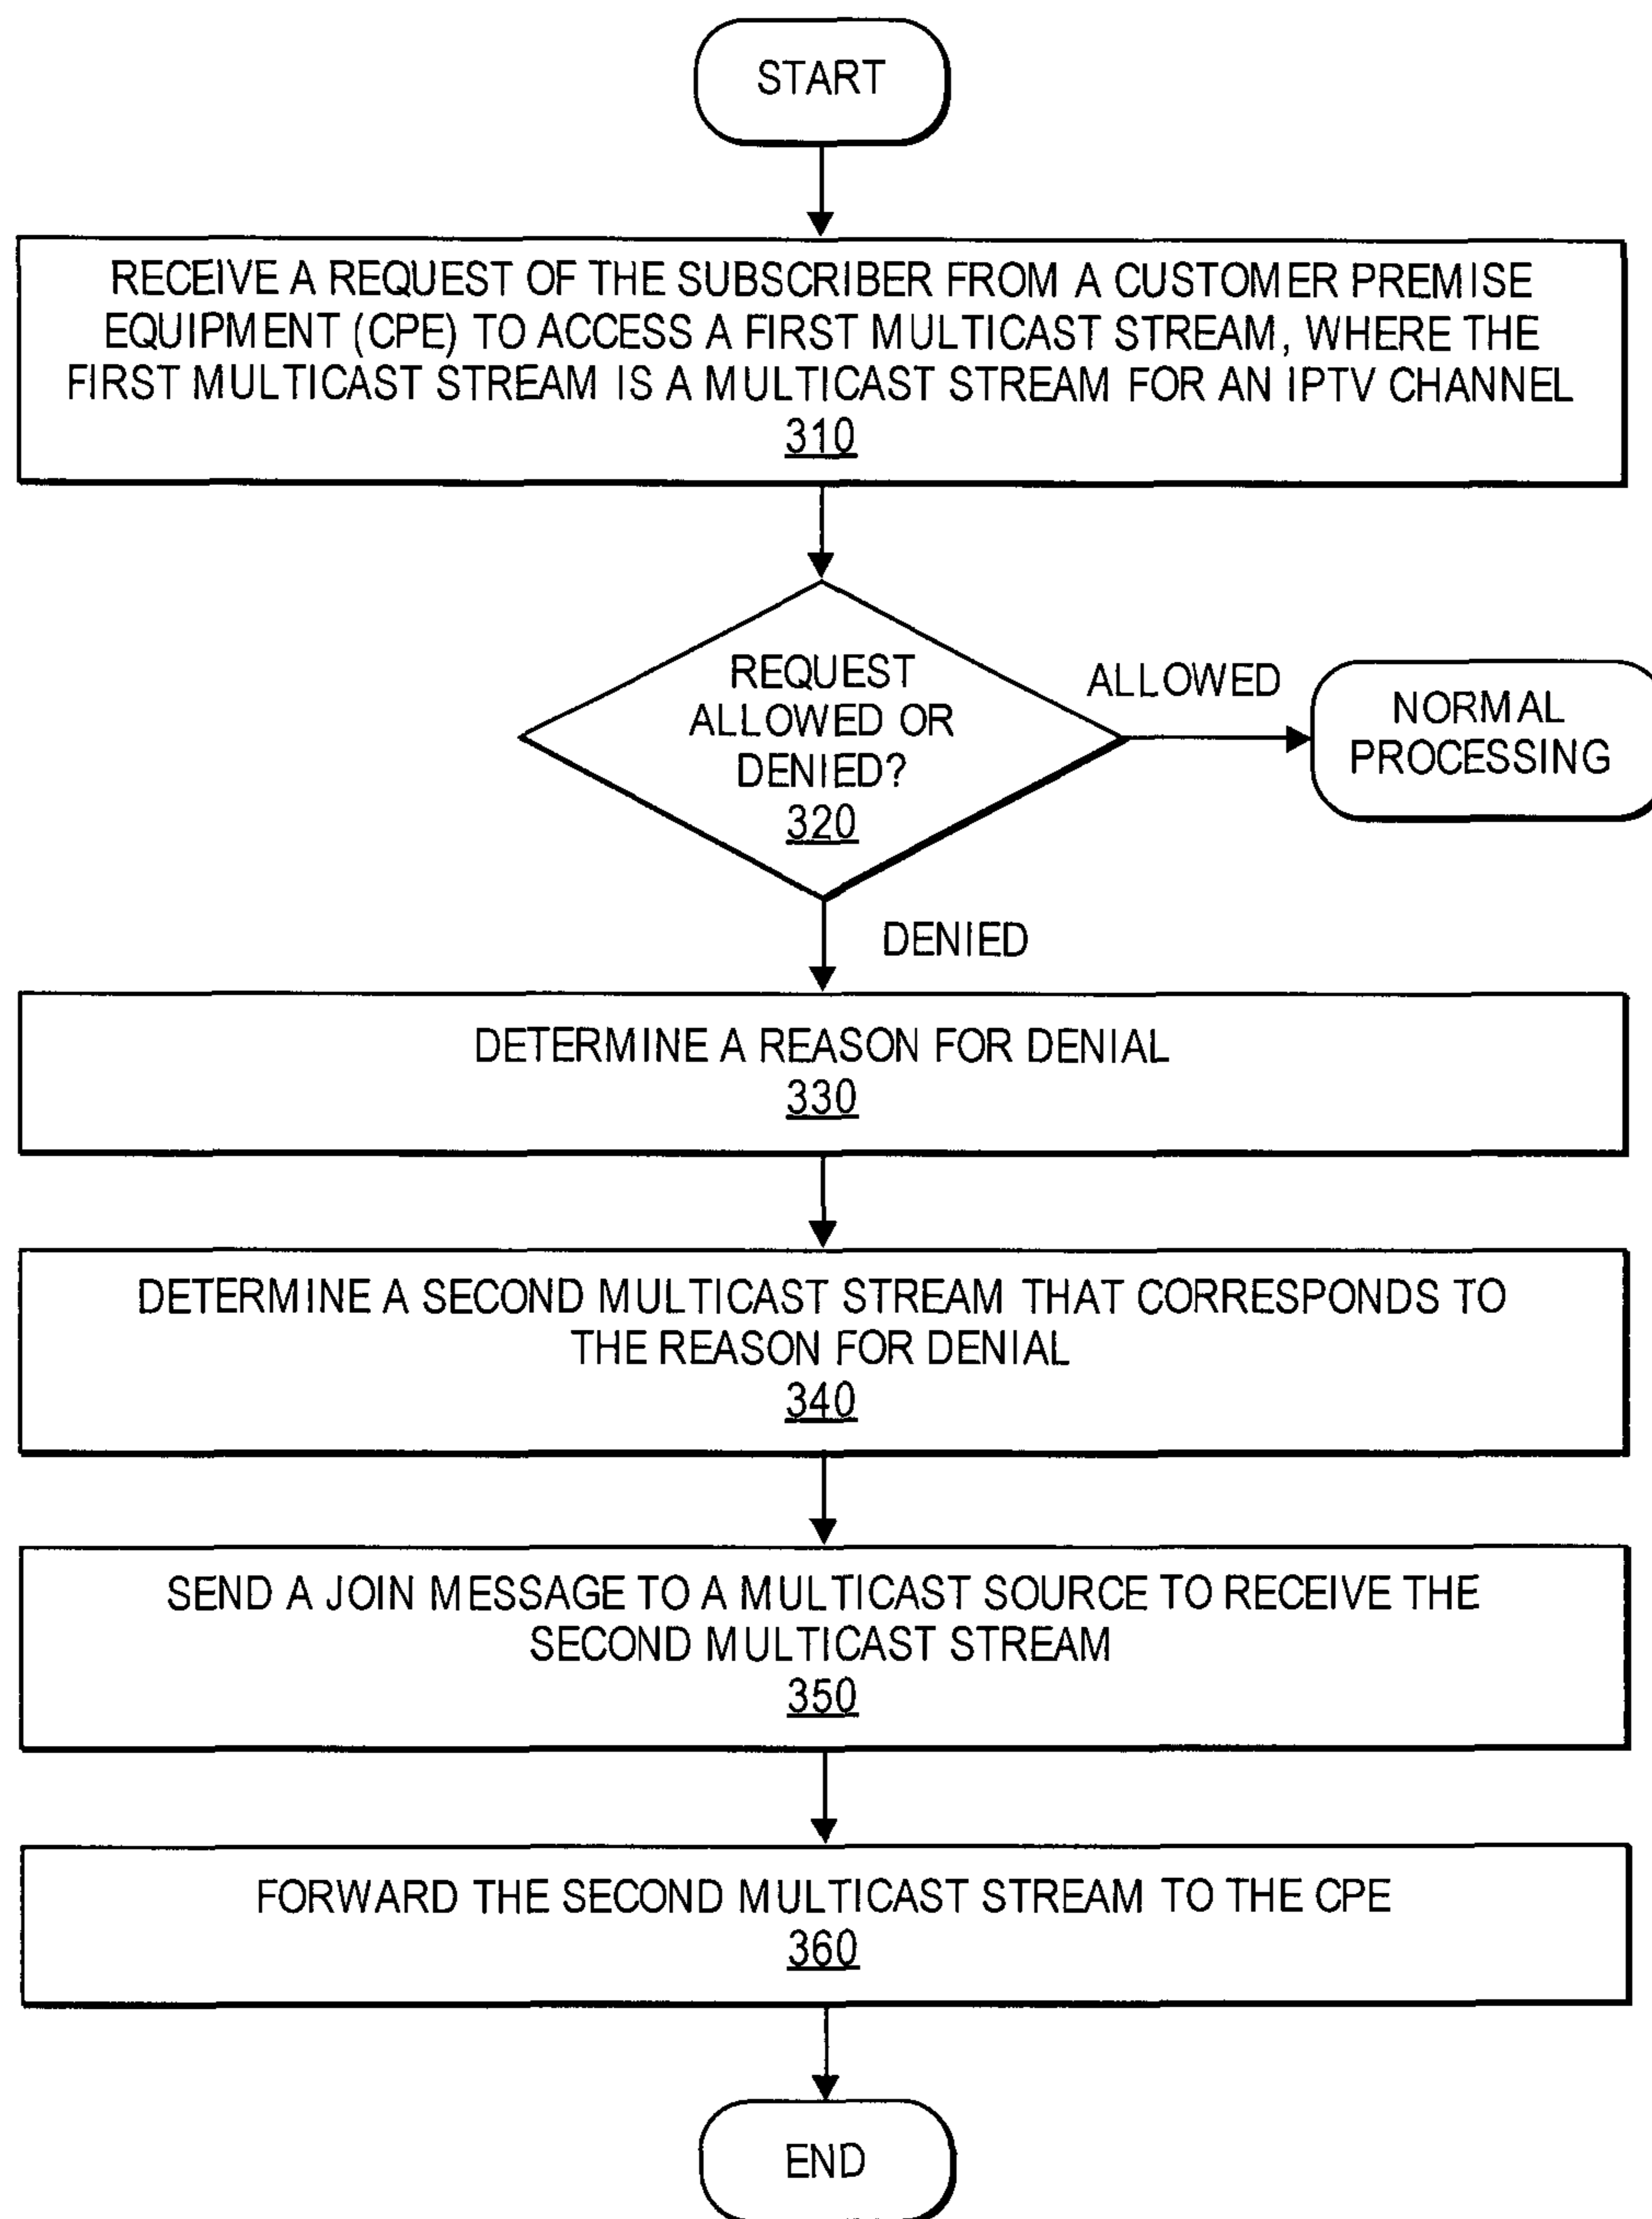 START
RECEIVE A REQUEST OF THE SUBSCRIBER FROM A CUSTOMER PREMISE
EQUIPMENT (CPE) TO ACCESS A FIRST MULTICAST STREAM, WHERE THE
FIRST MULTICAST STREAM IS A MULTICAST STREAM FOR AN IPTV CHANNEL
310
REQUEST
ALLOWED OR
DENIED?
320
ALLOWED
NORMAL
PROCESSING
DENIED
DETERMINE A REASON FOR DENIAL
330
DETERMINE A SECOND MULTICAST STREAM THAT CORRESPONDS TO
THE REASON FOR DENIAL
340
SEND A JOIN MESSAGE TO A MULTICAST SOURCE TO RECEIVE THE
SECOND MULTICAST STREAM
350
FORWARD THE SECOND MULTICAST STREAM TO THE CPE
360
END